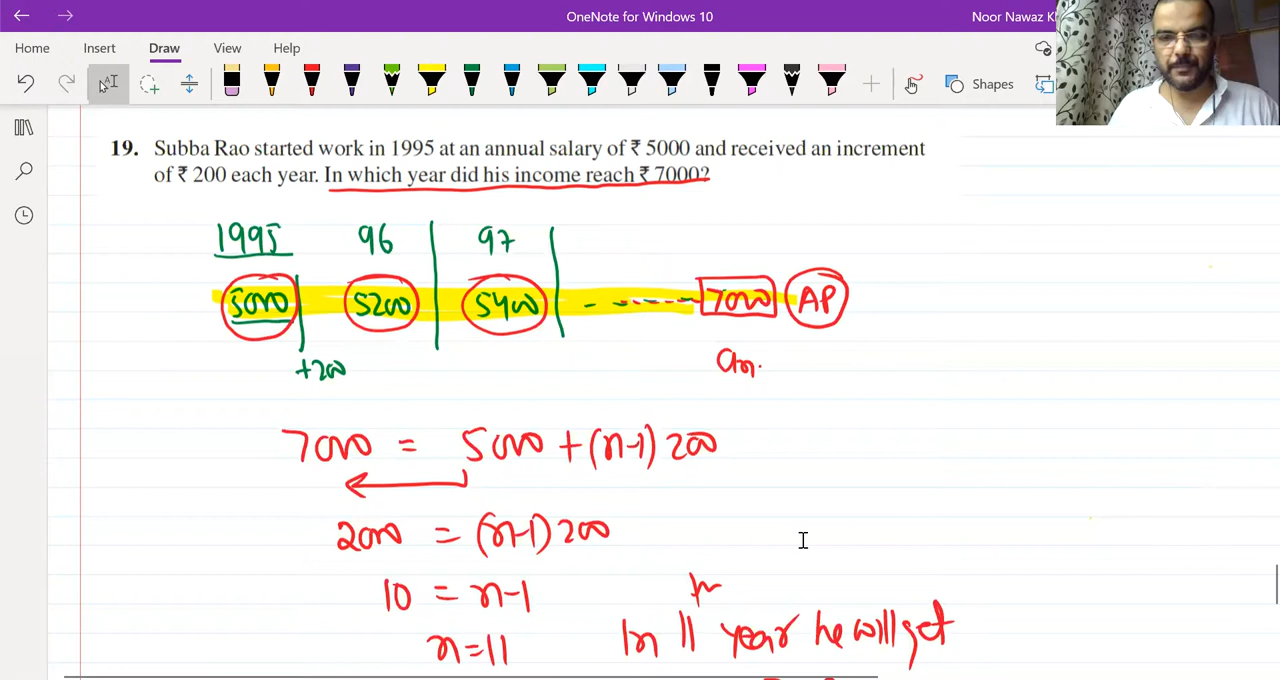 OneNote for Windows 10
Noor Nawaz K
Home Insert Draw View Help
Shapes
19. Subba Rao started work in 1995 at an annual salary of ₹ 5000 and received an increment
of ₹ 200 each year. In which year did his income reach ₹ 7000?
1995 96 97
5000 5200 5400 - ------- 7000 AP
+200 an.
7000 = 5000 + (n-1) 200
2000 = (n-1) 200
10 = n-1
n=11
In 11th year he will get